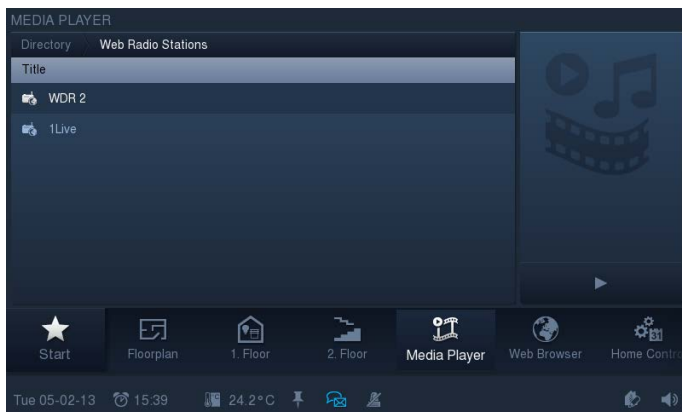 MEDIA PLAYER
Directory Web Radio Stations
Title
WDR 2
1Live
Start Floorplan 1. Floor 2. Floor Media Player Web Browser Home Contro
31
Tue 05-02-13 15:39 24.2°C